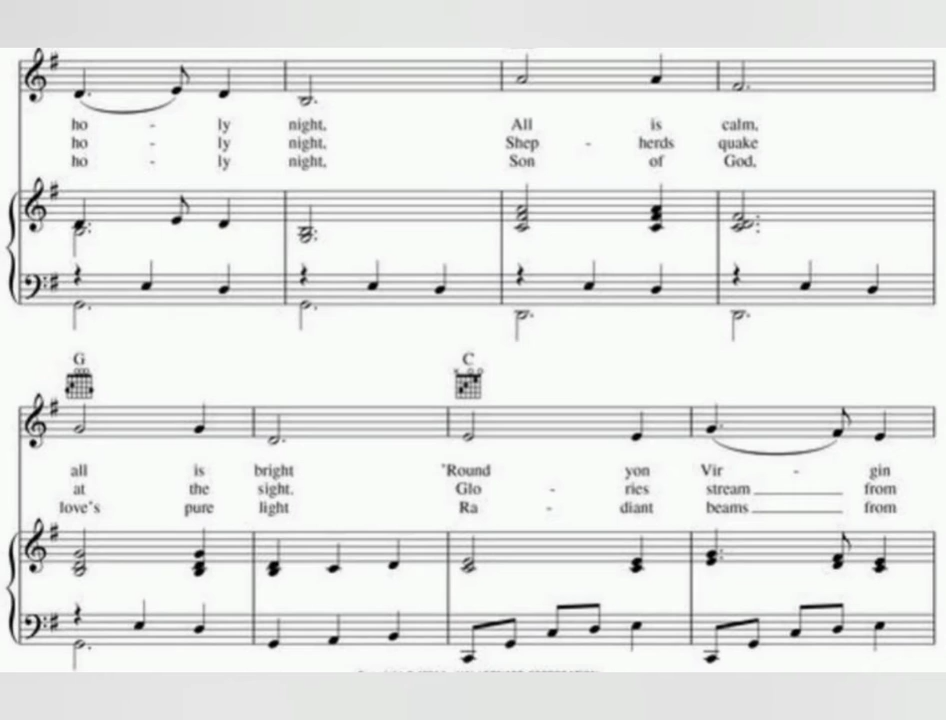 ho - ly night, All is calm,
ho - ly night, Shep - herds quake
ho - ly night, Son of God,
G C
all is bright 'Round yon Vir - gin
at the sight. Glo - ries stream from
love's pure light Ra - diant beams from